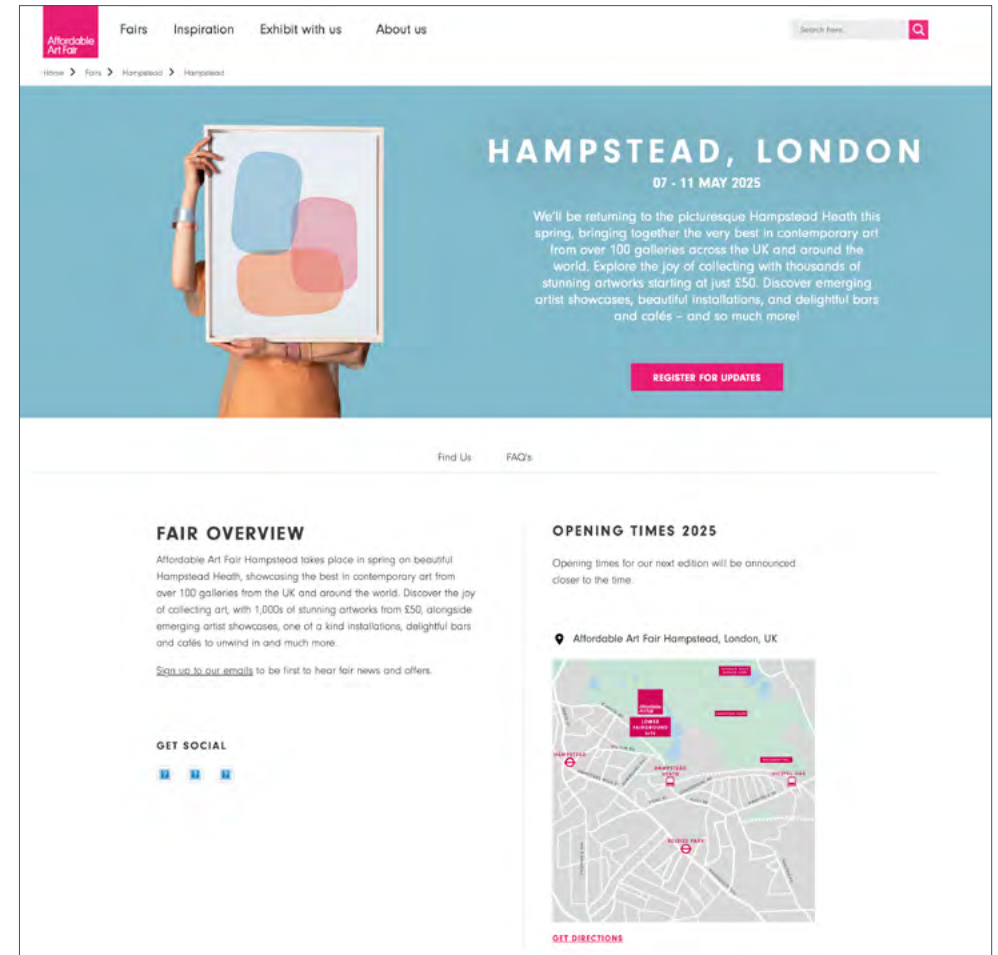 Affordable
Art Fair
Fairs Inspiration Exhibit with us About us
Search here..
Home > Fairs > Hampstead > Hampstead
HAMPSTEAD, LONDON
07 - 11 MAY 2025
We'll be returning to the picturesque Hampstead Heath this
spring, bringing together the very best in contemporary art
from over 100 galleries across the UK and around the
world. Explore the joy of collecting with thousands of
stunning artworks starting at just £50. Discover emerging
artist showcases, beautiful installations, and delightful bars
and cafés – and so much more!
REGISTER FOR UPDATES
Find Us FAQ's
FAIR OVERVIEW
Affordable Art Fair Hampstead takes place in spring on beautiful
Hampstead Heath, showcasing the best in contemporary art from
over 100 galleries from the UK and around the world. Discover the joy
of collecting art, with 1,000s of stunning artworks from £50, alongside
emerging artist showcases, one of a kind installations, delightful bars
and cafés to unwind in and much more.
Sign up to our emails to be first to hear fair news and offers.
GET SOCIAL
OPENING TIMES 2025
Opening times for our next edition will be announced
closer to the time.
Affordable Art Fair Hampstead, London, UK
Affordable
Art Fair
LOWER
FAIRGROUND
SITE
HAMPSTEAD
HAMPSTEAD
HEATH
BELSIZE PARK
GET DIRECTIONS